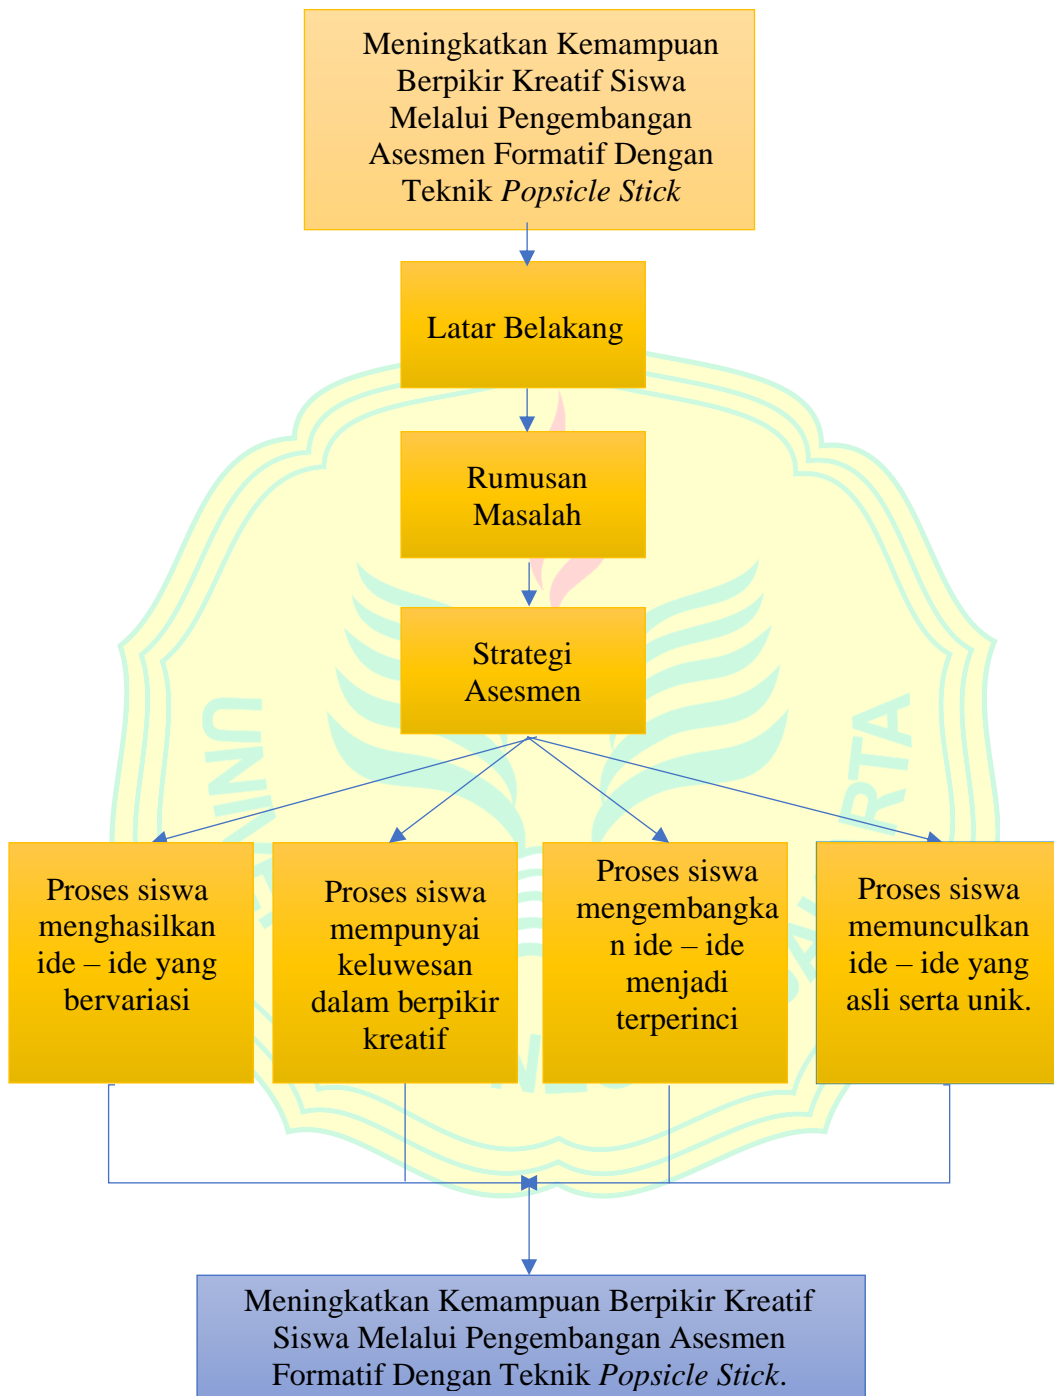 Meningkatkan Kemampuan
Berpikir Kreatif Siswa
Melalui Pengembangan
Asesmen Formatif Dengan
Teknik Popsicle Stick
Latar Belakang
Rumusan
Masalah
Strategi
Asesmen
Proses siswa
menghasilkan
ide – ide yang
bervariasi
Proses siswa
mempunyai
keluwesan
dalam berpikir
kreatif
Proses siswa
mengembangka
n ide – ide
menjadi
terperinci
Proses siswa
memunculkan
ide – ide yang
asli serta unik.
Meningkatkan Kemampuan Berpikir Kreatif
Siswa Melalui Pengembangan Asesmen
Formatif Dengan Teknik Popsicle Stick.